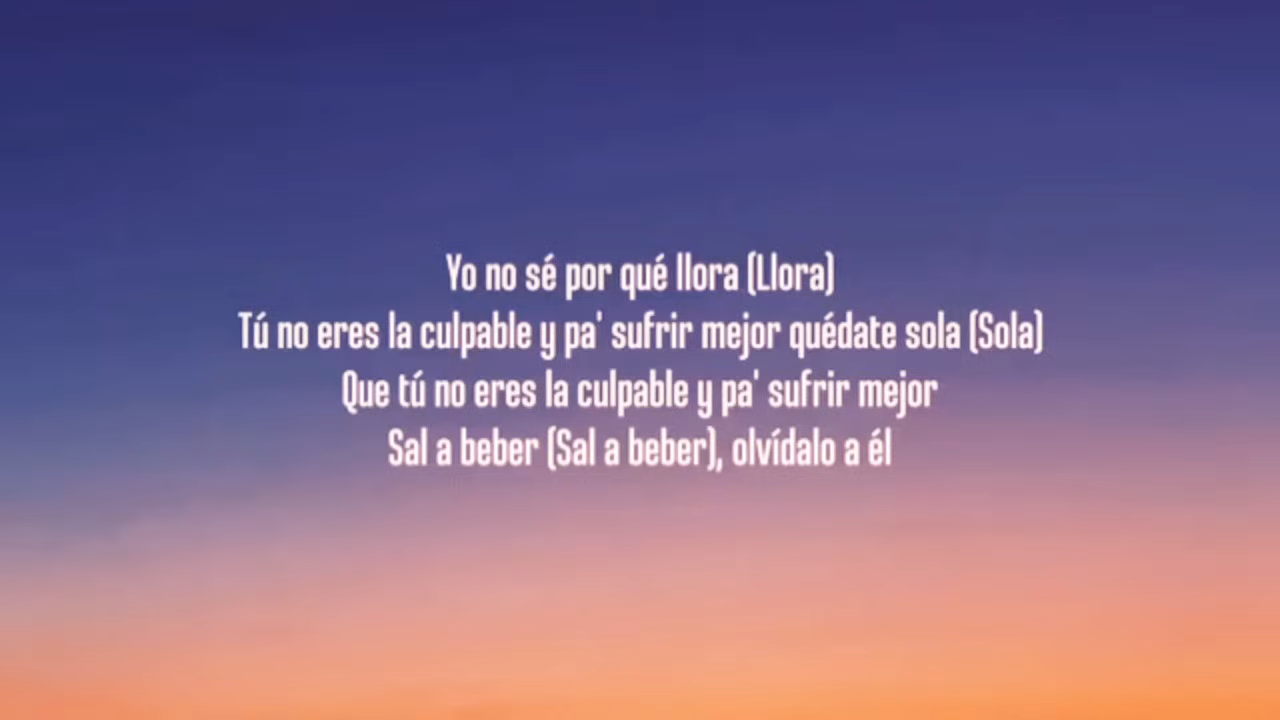 Yo no sé por qué llora (Llora)
Tú no eres la culpable y pa' sufrir mejor quédate sola (Sola)
Que tú no eres la culpable y pa' sufrir mejor
Sal a beber (Sal a beber), olvídalo a él